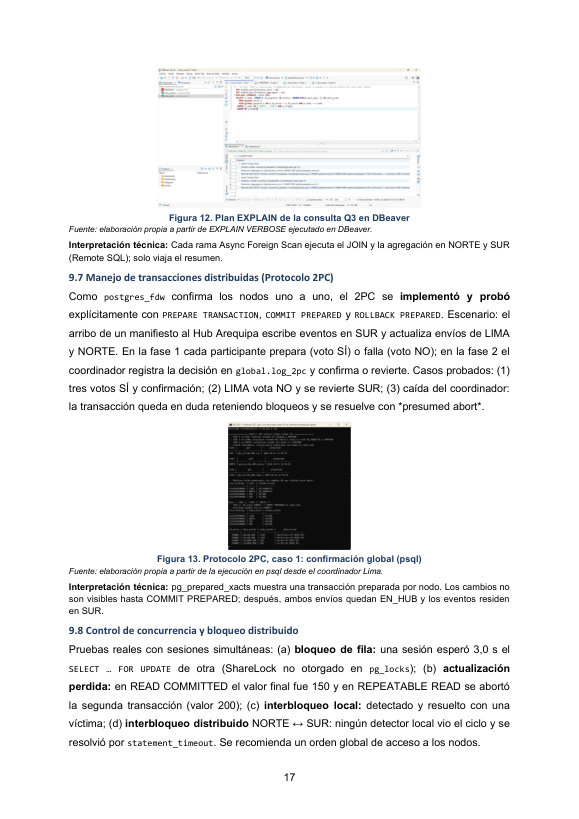 Figura 12. Plan EXPLAIN de la consulta Q3 en DBeaver
Fuente: elaboración propia a partir de EXPLAIN VERBOSE ejecutado en DBeaver.
Interpretación técnica: Cada rama Async Foreign Scan ejecuta el JOIN y la agregación en NORTE y SUR
(Remote SQL); solo viaja el resumen.
9.7 Manejo de transacciones distribuidas (Protocolo 2PC)
Como postgres_fdw confirma los nodos uno a uno, el 2PC se implementó y probó
explícitamente con PREPARE TRANSACTION, COMMIT PREPARED y ROLLBACK PREPARED. Escenario: el
arribo de un manifiesto al Hub Arequipa escribe eventos en SUR y actualiza envíos de LIMA
y NORTE. En la fase 1 cada participante prepara (voto SÍ) o falla (voto NO); en la fase 2 el
coordinador registra la decisión en global.log_2pc y confirma o revierte. Casos probados: (1)
tres votos SÍ y confirmación; (2) LIMA vota NO y se revierte SUR; (3) caída del coordinador:
la transacción queda en duda reteniendo bloqueos y se resuelve con *presumed abort*.
Figura 13. Protocolo 2PC, caso 1: confirmación global (psql)
Fuente: elaboración propia a partir de la ejecución en psql desde el coordinador Lima.
Interpretación técnica: pg_prepared_xacts muestra una transacción preparada por nodo. Los cambios no
son visibles hasta COMMIT PREPARED; después, ambos envíos quedan EN_HUB y los eventos residen
en SUR.
9.8 Control de concurrencia y bloqueo distribuido
Pruebas reales con sesiones simultáneas: (a) bloqueo de fila: una sesión esperó 3,0 s el
SELECT … FOR UPDATE de otra (ShareLock no otorgado en pg_locks); (b) actualización
perdida: en READ COMMITTED el valor final fue 150 y en REPEATABLE READ se abortó
la segunda transacción (valor 200); (c) interbloqueo local: detectado y resuelto con una
víctima; (d) interbloqueo distribuido NORTE ↔ SUR: ningún detector local vio el ciclo y se
resolvió por statement_timeout. Se recomienda un orden global de acceso a los nodos.
17